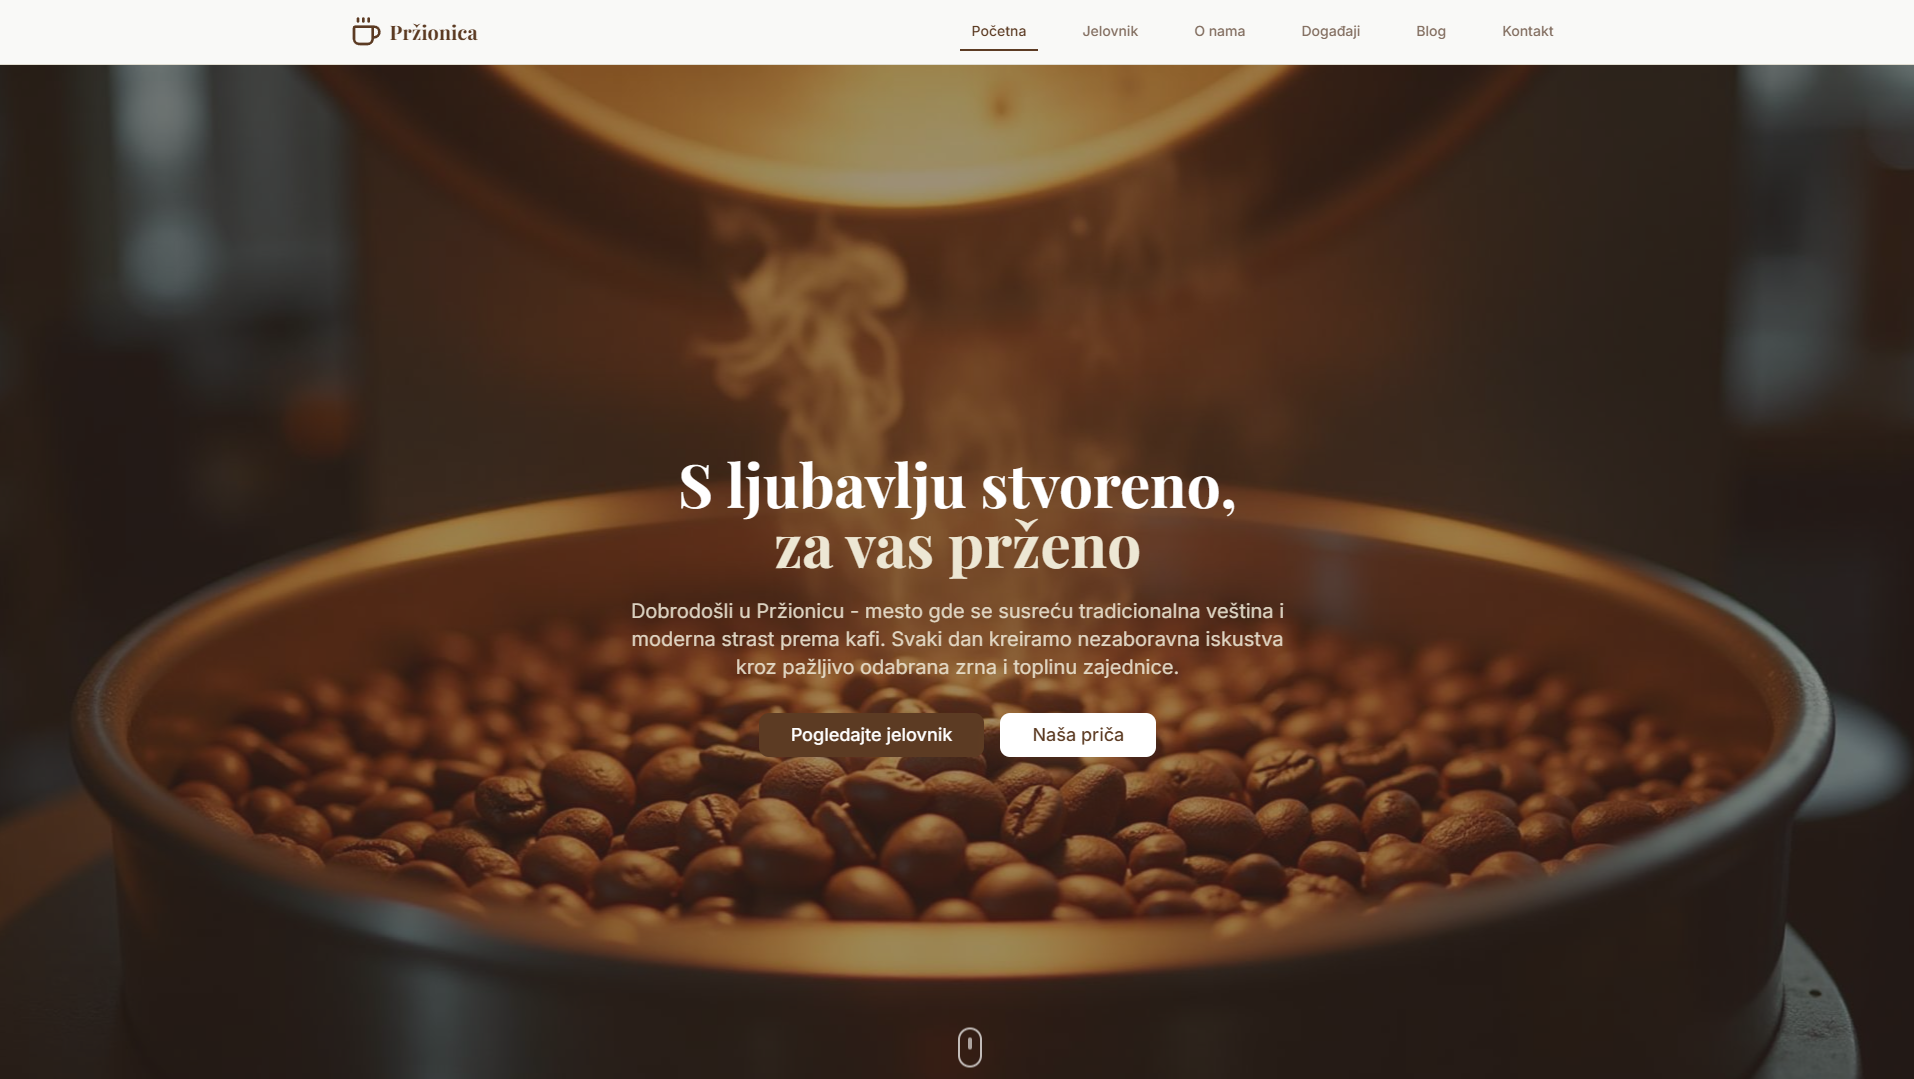 Pržionica
Početna
Jelovnik
O nama
Događaji
Blog
Kontakt
S ljubavlju stvoreno,
za vas prženo
Dobrodošli u Pržionicu - mesto gde se susreću tradicionalna veština i
moderna strast prema kafi. Svaki dan kreiramo nezaboravna iskustva
kroz pažljivo odabrana zrna i toplinu zajednice.
Pogledajte jelovnik
Naša priča